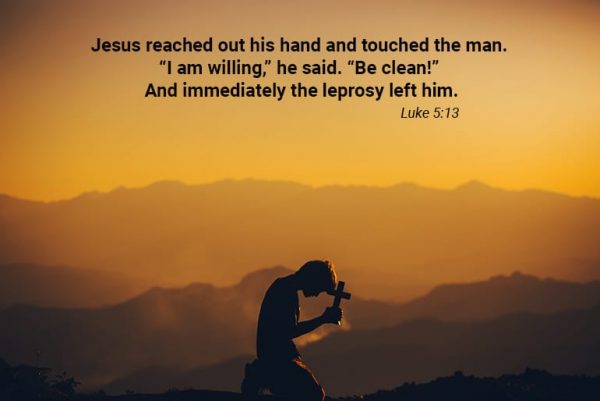 Jesus reached out his hand and touched the man.
“I am willing,” he said. “Be clean!”
And immediately the leprosy left him.
Luke 5:13